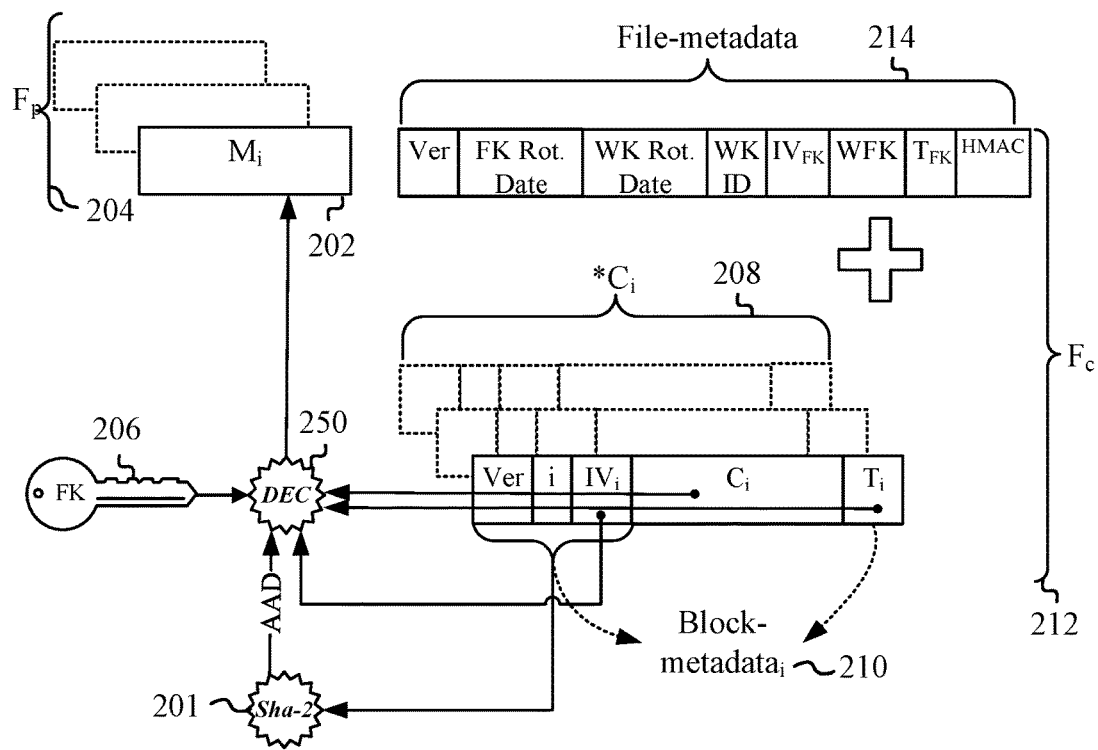 File-metadata
214
F_p
M_i
Ver
FK Rot. Date
WK Rot. Date
WK ID
IV_FK
WFK
T_FK
HMAC
204
202
*C_i
208
F_c
206
250
FK
DEC
Ver
i
IV_i
C_i
T_i
AAD
212
Block-
metadata_i
210
201
Sha-2